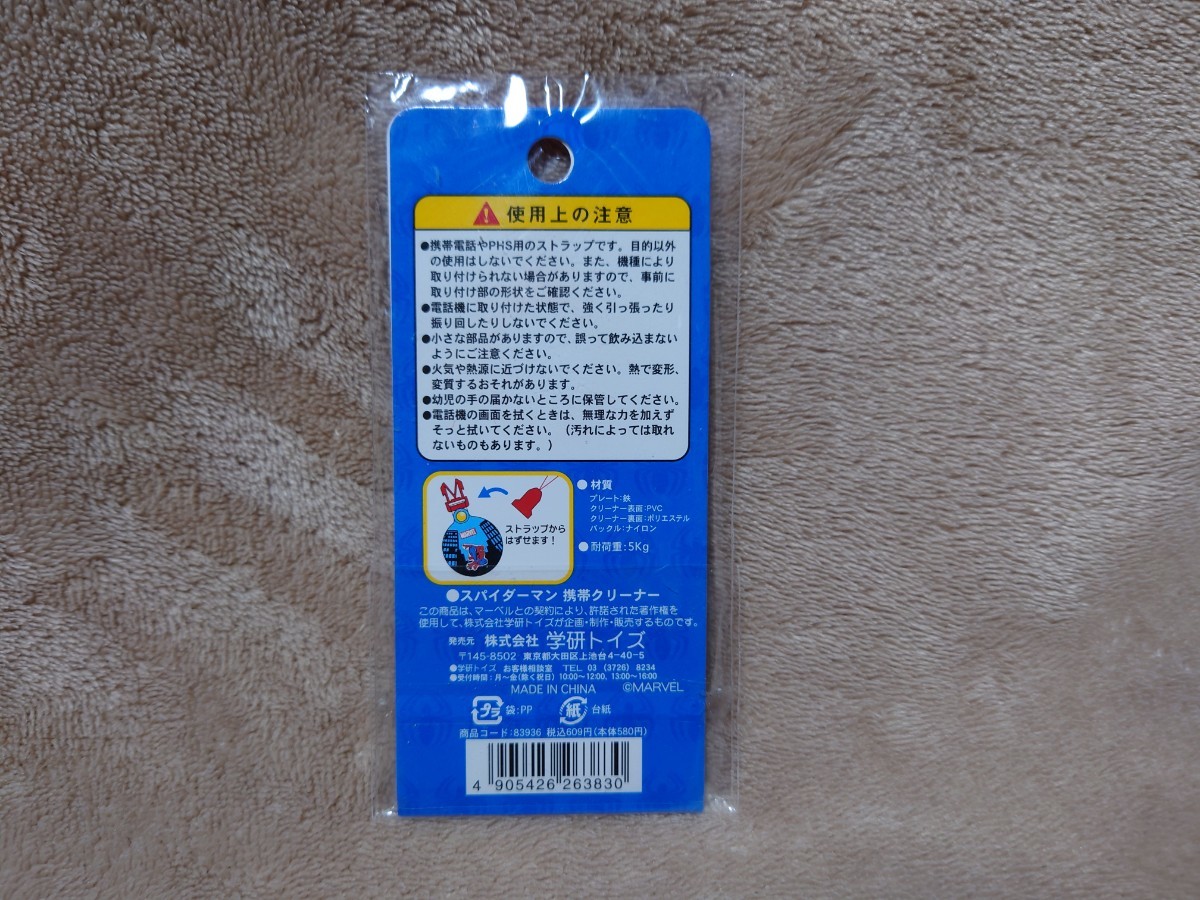 使用上の注意
●携帯電話やPHS用のストラップです。目的以外
の使用はしないでください。また、機種により
取り付けられない場合がありますので、事前に
取り付け部の形状をご確認ください。
●電話機に取り付けた状態で、強く引っ張ったり
振り回したりしないでください。
●小さな部品がありますので、誤って飲み込まない
ようにご注意ください。
●火気や熱源に近づけないでください。熱で変形、
変質するおそれがあります。
●幼児の手の届かないところに保管してください。
●電話機の画面を拭くときは、無理な力を加えず
そっと拭いてください。（汚れによっては取れ
ないものもあります。）
ストラップから
はずせます！
●材質
プレート:鉄
クリーナー表面:PVC
クリーナー裏面:ポリエステル
バックル:ナイロン
●耐荷重:5Kg
●スパイダーマン 携帯クリーナー
この商品は、マーベルとの契約により、許諾された著作権を
使用して、株式会社学研トイズが企画・制作・販売するものです。
発売元 株式会社 学研トイズ
〒145-8502 東京都大田区上池台4-40-5
●学研トイズ お客様相談室 TEL 03 (3726) 8234
●受付時間:月～金(除く祝日) 10:00～12:00、13:00～16:00
MADE IN CHINA ©MARVEL
プラ 袋:PP 紙 台紙
商品コード:83936 税込609円(本体580円)
4 905426 263830